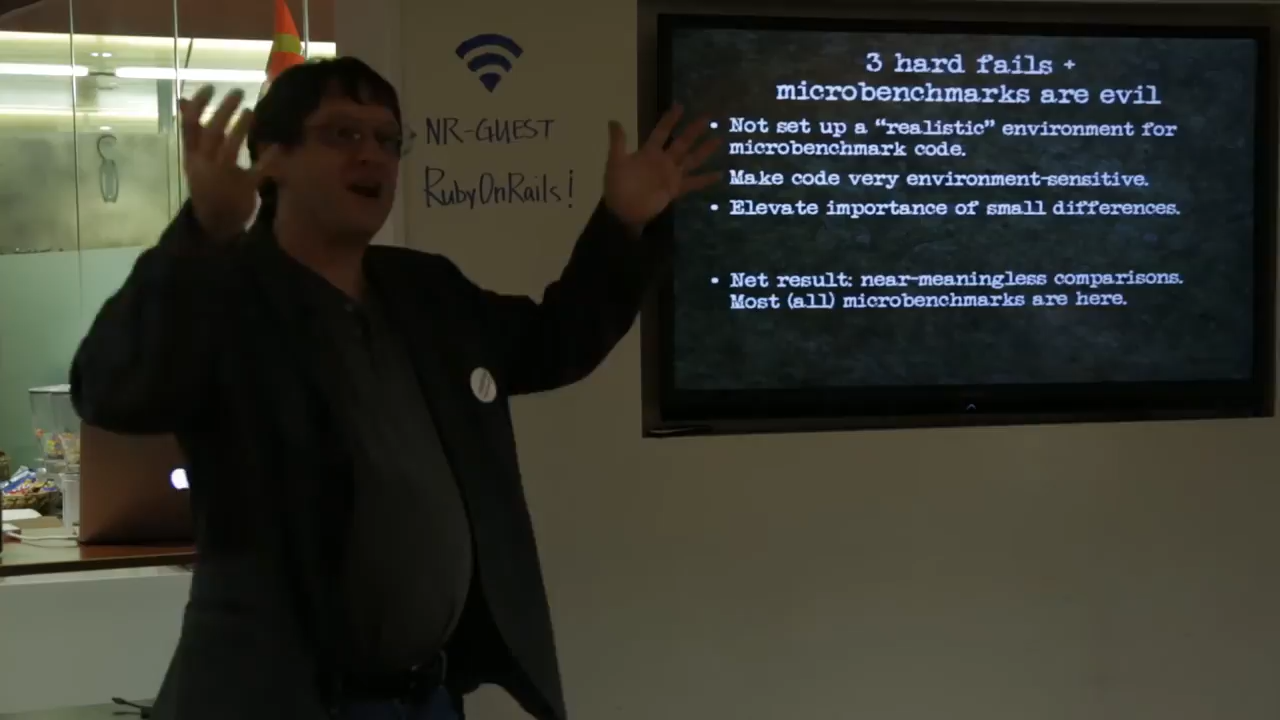 NR-GUEST
RubyOnRails!
3 hard fails +
microbenchmarks are evil
• Not set up a “realistic” environment for
microbenchmark code.
Make code very environment-sensitive.
• Elevate importance of small differences.
• Net result: near-meaningless comparisons.
Most (all) microbenchmarks are here.